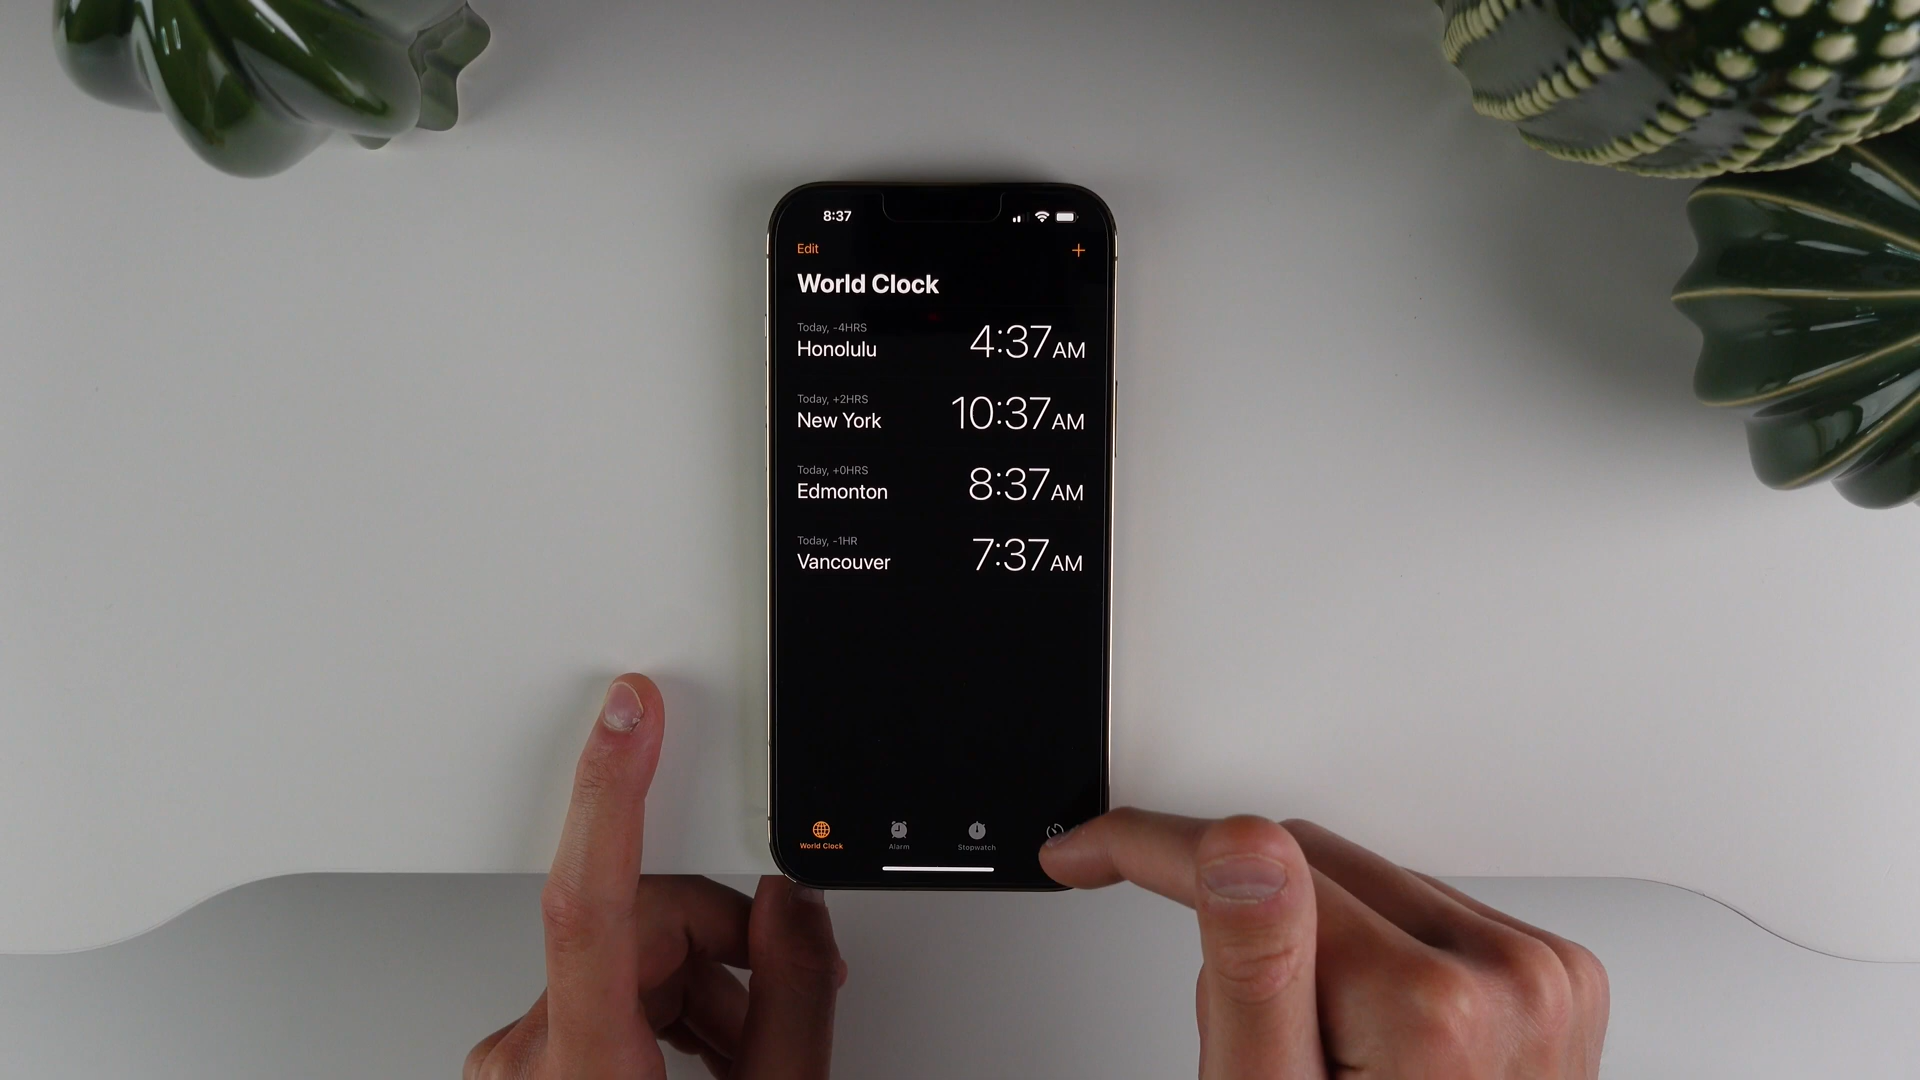 8:37
Edit
+
World Clock
Today, -4HRS
Honolulu
4:37AM
Today, +2HRS
New York
10:37AM
Today, +0HRS
Edmonton
8:37AM
Today, -1HR
Vancouver
7:37AM
World Clock
Alarm
Stopwatch